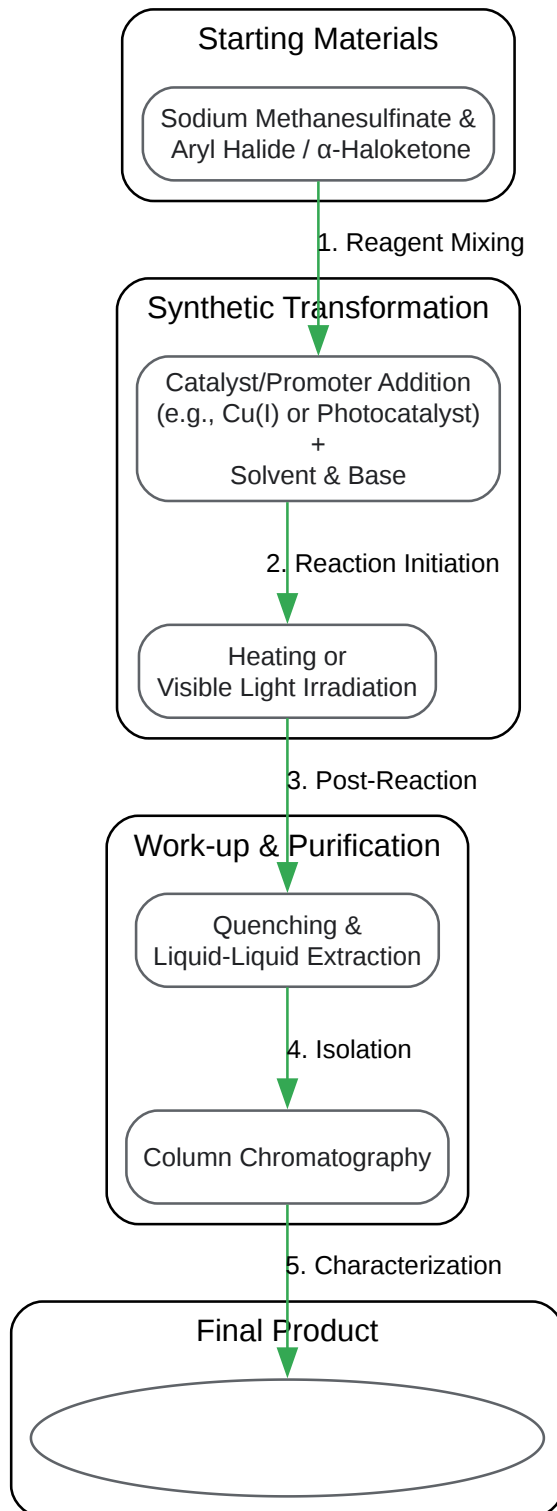 Starting Materials
Sodium Methanesulfinate &
Aryl Halide / α-Haloketone
1. Reagent Mixing
Synthetic Transformation
Catalyst/Promoter Addition
(e.g., Cu(I) or Photocatalyst)
+
Solvent & Base
2. Reaction Initiation
Heating or
Visible Light Irradiation
3. Post-Reaction
Work-up & Purification
Quenching &
Liquid-Liquid Extraction
4. Isolation
Column Chromatography
5. Characterization
Final Product